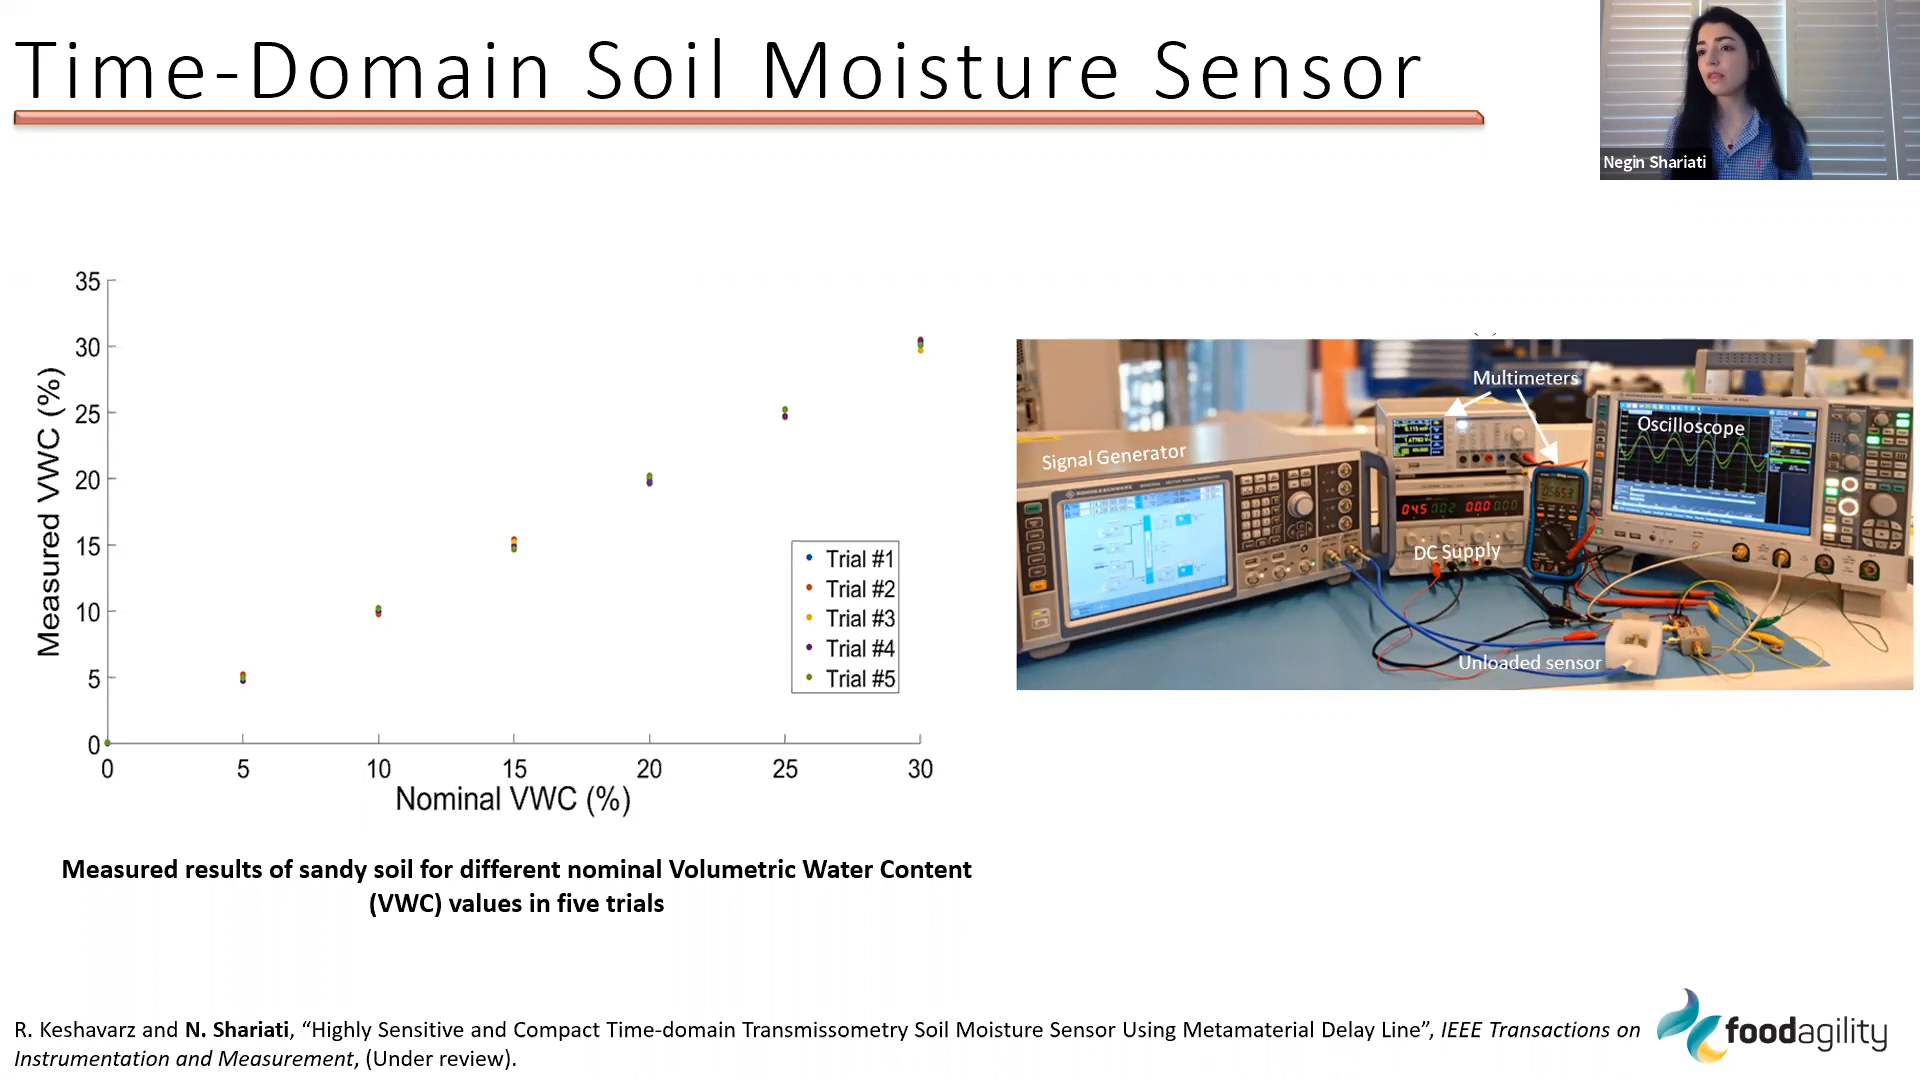 Time-Domain Soil Moisture Sensor
Negin Shariati
35
30
25
20
15
10
5
0
Measured VWC (%)
0 5 10 15 20 25 30
Nominal VWC (%)
Trial #1
Trial #2
Trial #3
Trial #4
Trial #5
Measured results of sandy soil for different nominal Volumetric Water Content
(VWC) values in five trials
Multimeters
Oscilloscope
Signal Generator
DC Supply
Unloaded sensor
R. Keshavarz and N. Shariati, “Highly Sensitive and Compact Time-domain Transmissometry Soil Moisture Sensor Using Metamaterial Delay Line”, IEEE Transactions on
Instrumentation and Measurement, (Under review).
foodagility